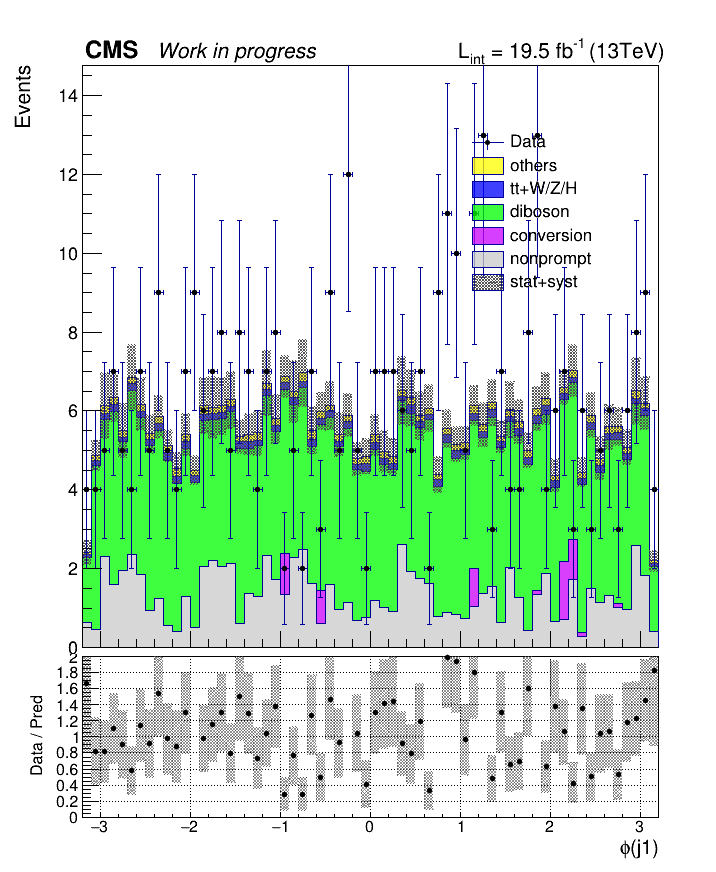 CMS Work in progress L_int = 19.5 fb⁻¹ (13TeV)
Events
14
12
10
8
6
4
2
0
Data
others
tt+W/Z/H
diboson
conversion
nonprompt
stat+syst
Data / Pred
2
1.8
1.6
1.4
1.2
1
0.8
0.6
0.4
0.2
0
−3 −2 −1 0 1 2 3
ϕ(j1)